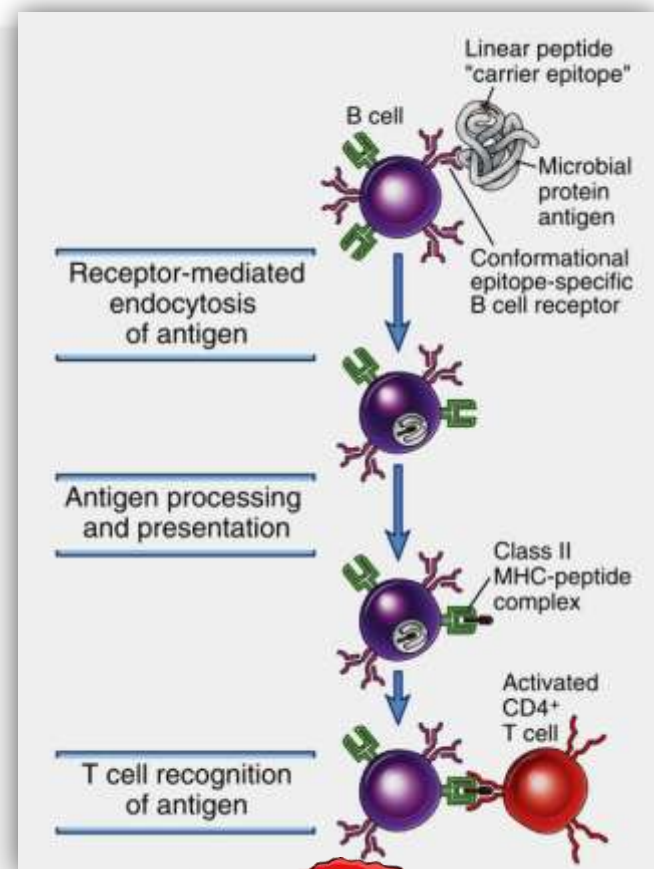 Linear peptide
"carrier epitope"
B cell
Microbial
protein
antigen
Conformational
epitope-specific
B cell receptor
Receptor-mediated
endocytosis
of antigen
Antigen processing
and presentation
Class II
MHC-peptide
complex
Activated
CD4⁺
T cell
T cell recognition
of antigen